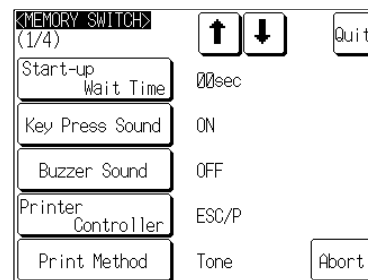 <MEMORY SWITCH>
(1/4)
Quit
Start-up
Wait Time
00sec
Key Press Sound
ON
Buzzer Sound
OFF
Printer
Controller
ESC/P
Print Method
Tone
Abort